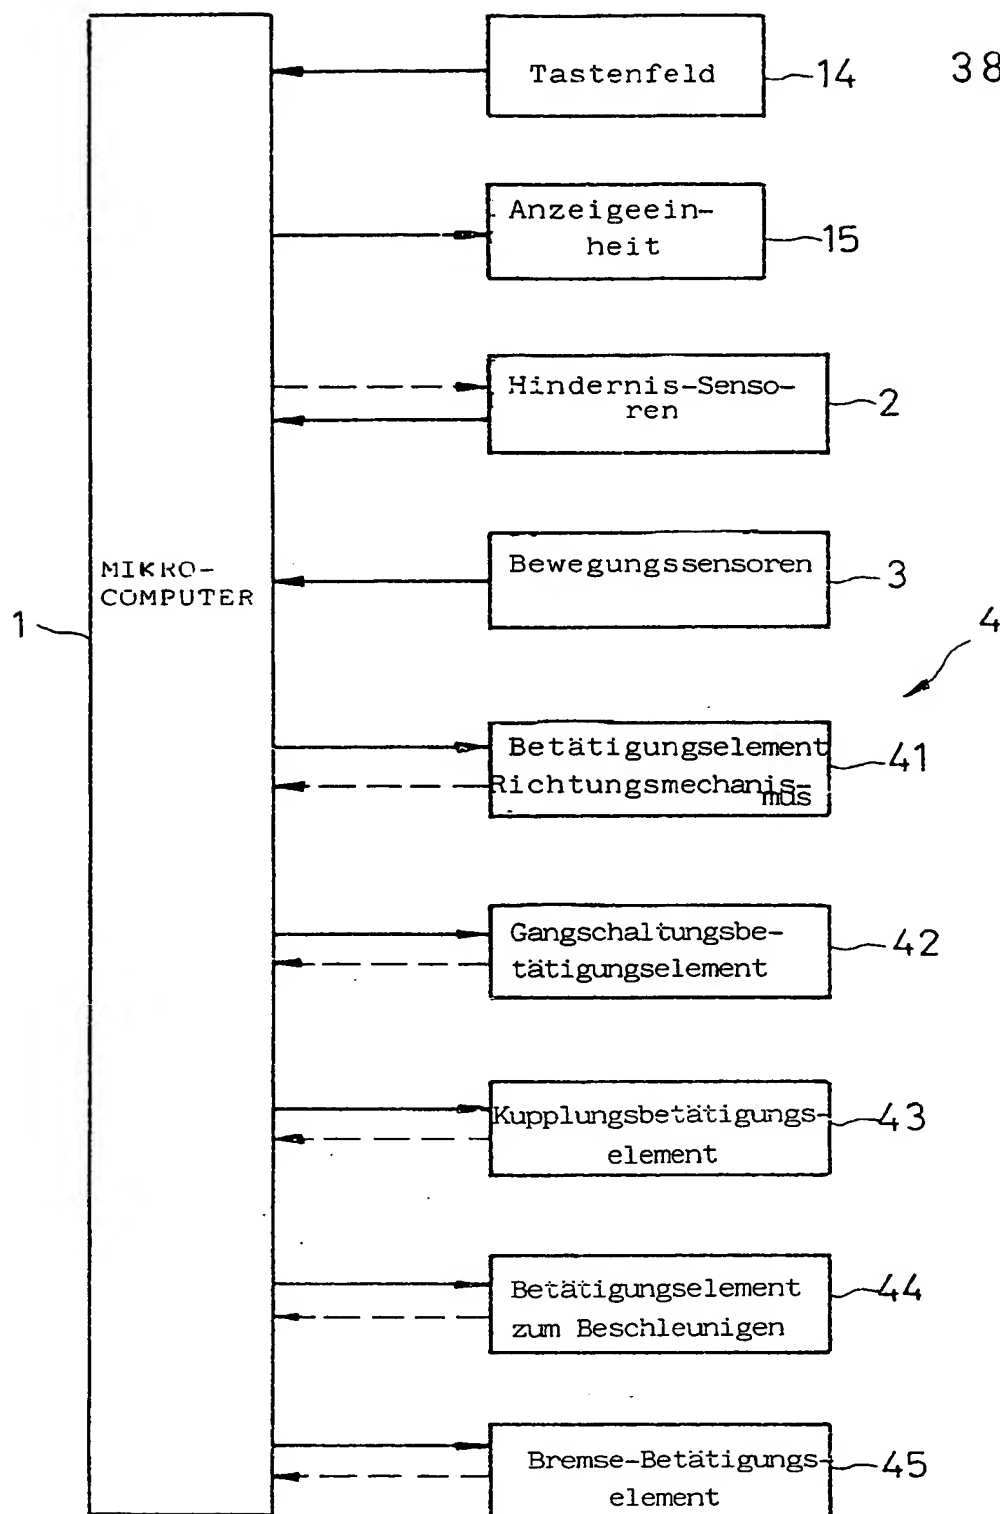 Tastenfeld
14
38
Anzeigeein-
heit
15
Hindernis-Senso-
ren
2
MIKRO-
COMPUTER
1
Bewegungssensoren
3
4
Betätigungselement
Richtungsmechanis-
mus
41
Gangschaltungsbe-
tätigungselement
42
Kupplungsbetätigungs-
element
43
Betätigungselement
zum Beschleunigen
44
Bremse-Betätigungs-
element
45